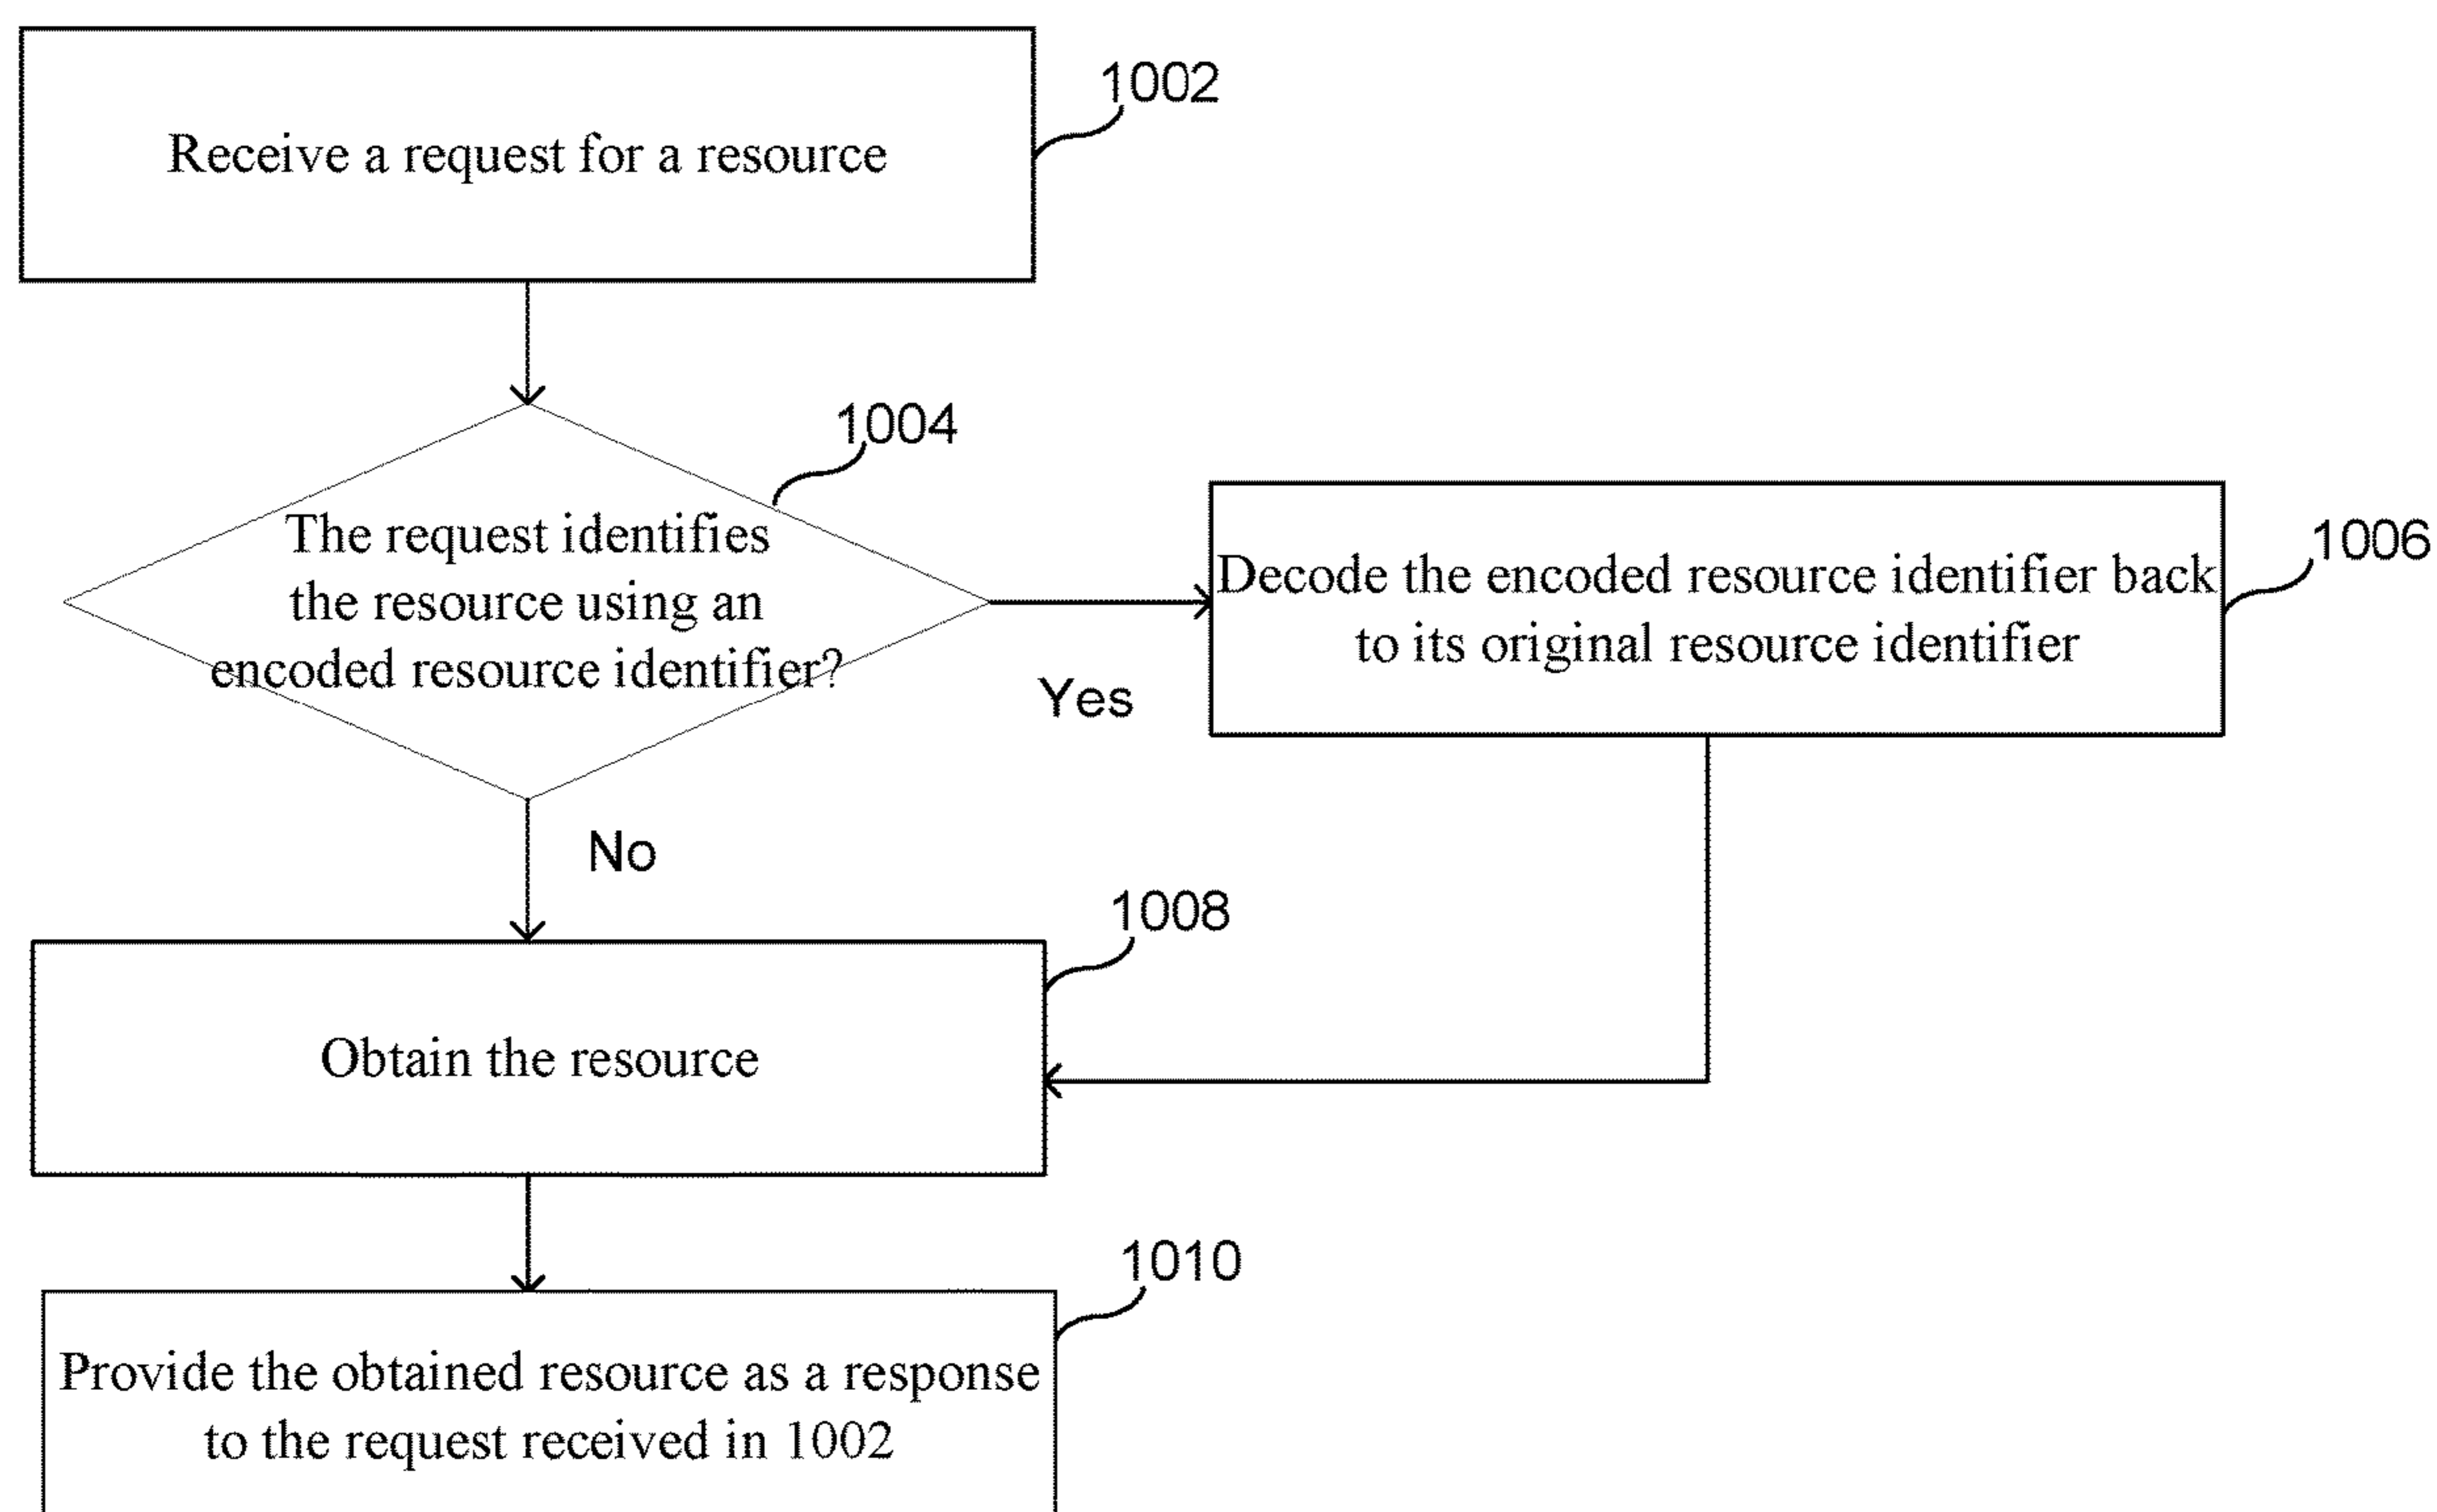 1002
Receive a request for a resource
1004
The request identifies
the resource using an
encoded resource identifier?
Yes
1006
Decode the encoded resource identifier back
to its original resource identifier
No
1008
Obtain the resource
1010
Provide the obtained resource as a response
to the request received in 1002